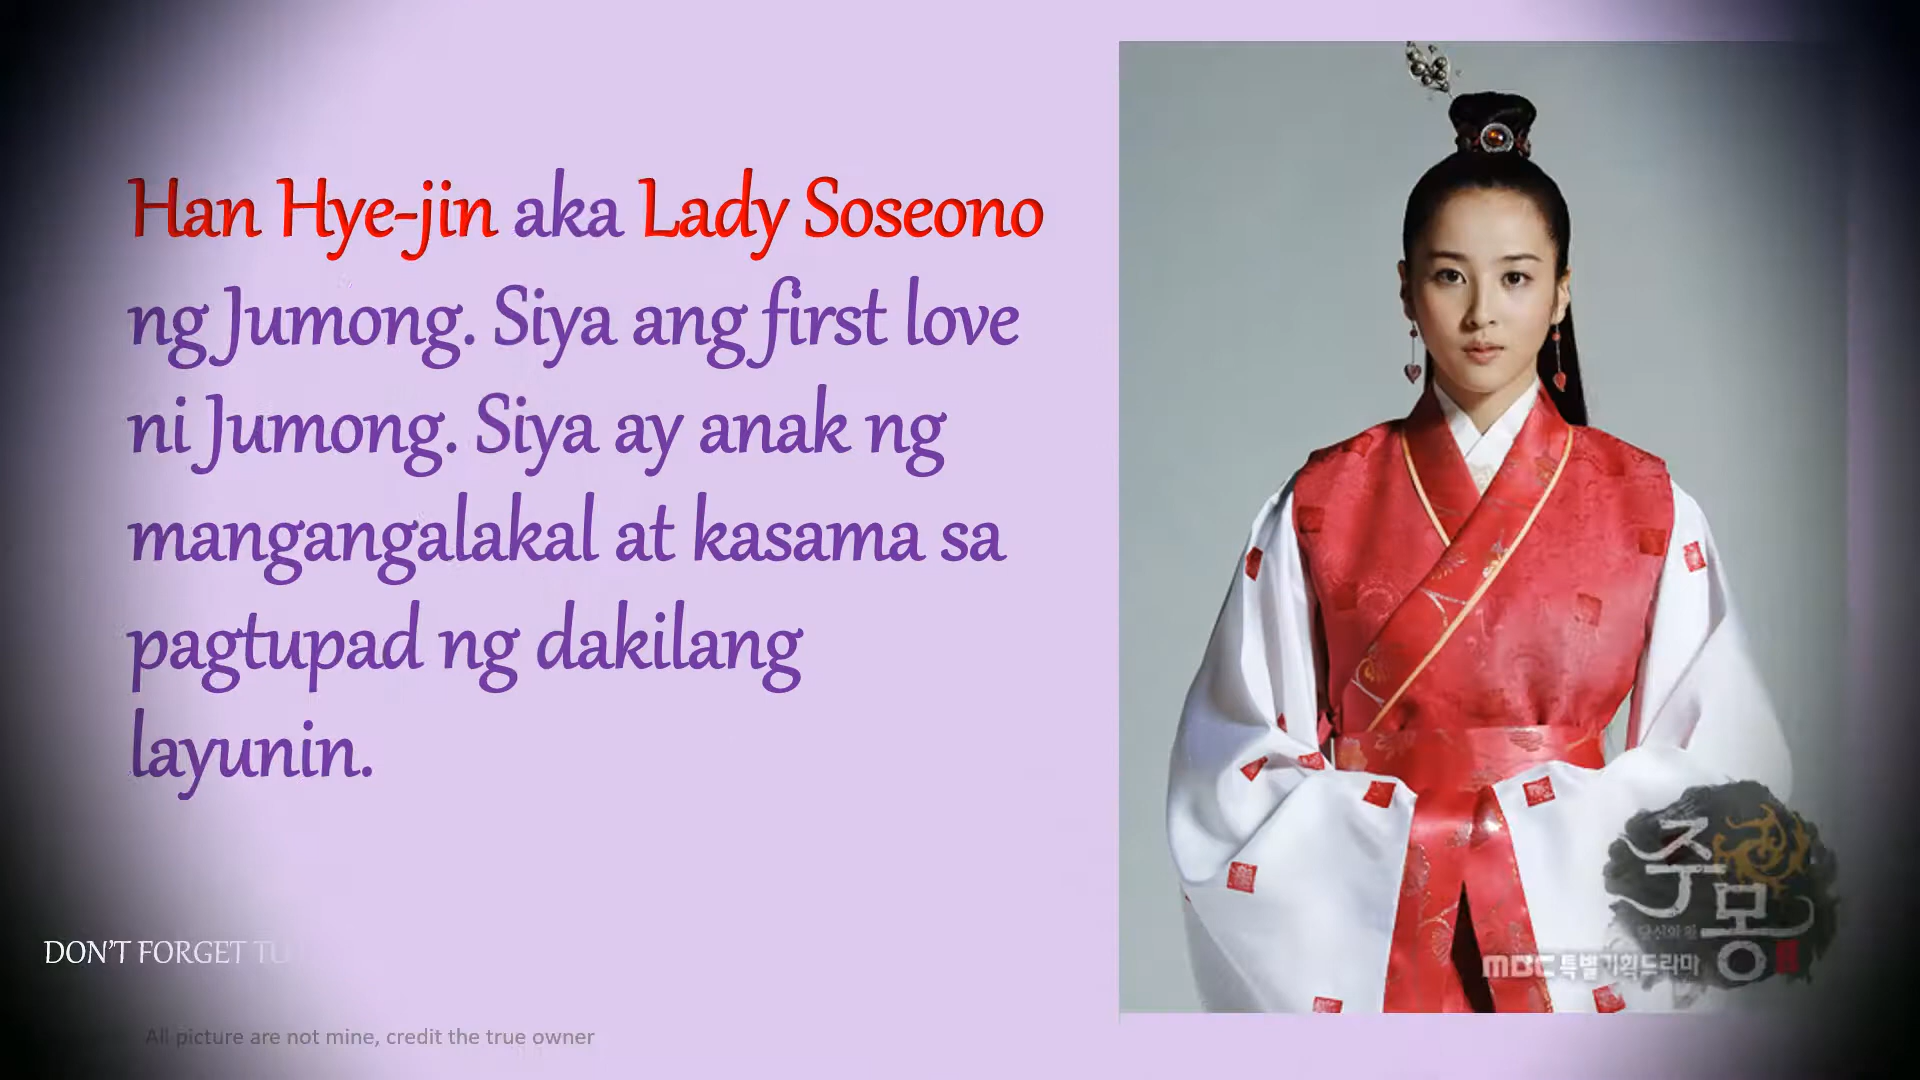 Han Hye-jin aka Lady Soseono
ng Jumong. Siya ang first love
ni Jumong. Siya ay anak ng
mangangalakal at kasama sa
pagtupad ng dakilang
layunin.
DON'T FORGET TO
All picture are not mine, credit the true owner
주몽
MBC 특별기획드라마